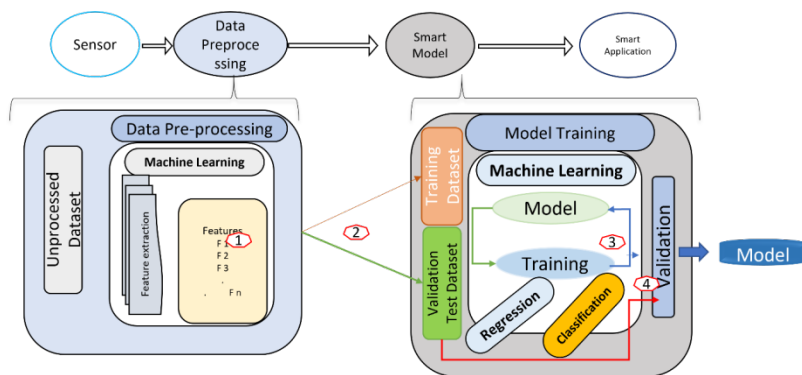 Sensor
Data
Preproce
ssing
Smart
Model
Smart
Application
Data Pre-processing
Machine Learning
Unprocessed
Dataset
Feature extraction
Features
F 1
F 2
F 3
.
. F n
1
2
Training
Dataset
Validation
Test Dataset
Model Training
Machine Learning
Model
Training
3
Regression
Classification
4
Validation
Model